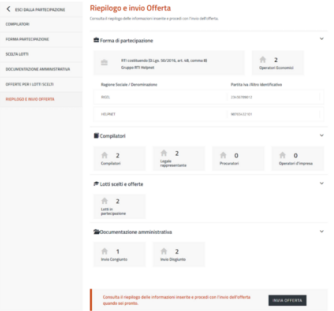 ESCI DALLA PARTECIPAZIONE
COMPILATORI
FORMA PARTECIPAZIONE
SCELTA LOTTI
DOCUMENTAZIONE AMMINISTRATIVA
OFFERTE PER I LOTTI SCELTI
RIEPILOGO E INVIO OFFERTA
Riepilogo e invio Offerta
Consulta il riepilogo delle informazioni inserite e procedi con l'invio dell'offerta.
Forma di partecipazione
RTI costituendo (D.Lgs. 50/2016, art. 48, comma 8)
Gruppo RTI
2
Operatori Economici
Ragione Sociale / Denominazione
Partita Iva /Altro Identificativo
Compilatori
2
Compilatori
2
Legale
rappresentante
0
Procuratori
0
Operatori d'impresa
Lotti scelti e offerte
2
Lotti in
partecipazione
Documentazione amministrativa
1
Invio Congiunto
2
Invio Disgiunto
Consulta il riepilogo delle informazioni inserite e procedi con l'invio dell'offerta
quando sei pronto.
INVIA OFFERTA